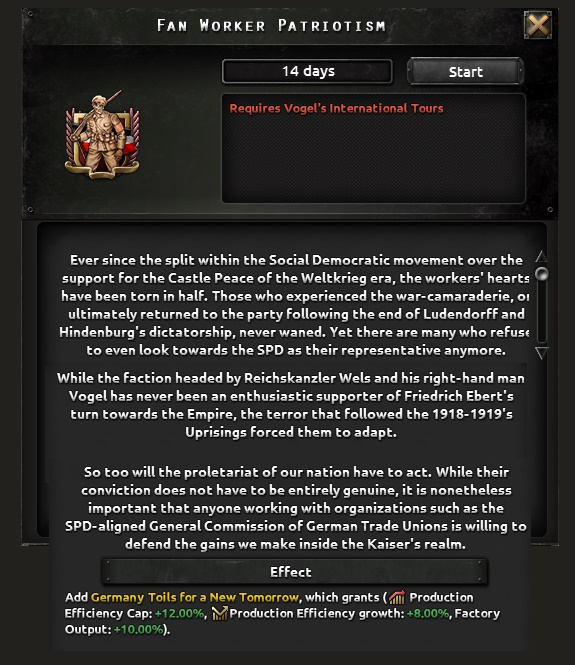 Fan Worker Patriotism
14 days
Start
Requires Vogel's International Tours
Ever since the split within the Social Democratic movement over the
support for the Castle Peace of the Weltkrieg era, the workers' hearts
have been torn in half. Those who experienced the war-camaraderie, or
ultimately returned to the party following the end of Ludendorff and
Hindenburg's dictatorship, never waned. Yet there are many who refuse
to even look towards the SPD as their representative anymore.
While the faction headed by Reichskanzler Wels and his right-hand man
Vogel has never been an enthusiastic supporter of Friedrich Ebert's
turn towards the Empire, the terror that followed the 1918-1919's
Uprisings forced them to adapt.
So too will the proletariat of our nation have to act. While their
conviction does not have to be entirely genuine, it is nonetheless
important that anyone working with organizations such as the
SPD-aligned General Commission of German Trade Unions is willing to
defend the gains we make inside the Kaiser's realm.
Effect
Add Germany Toils for a New Tomorrow, which grants ( Production
Efficiency Cap: +12.00%, Production Efficiency growth: +8.00%, Factory
Output: +10.00%).